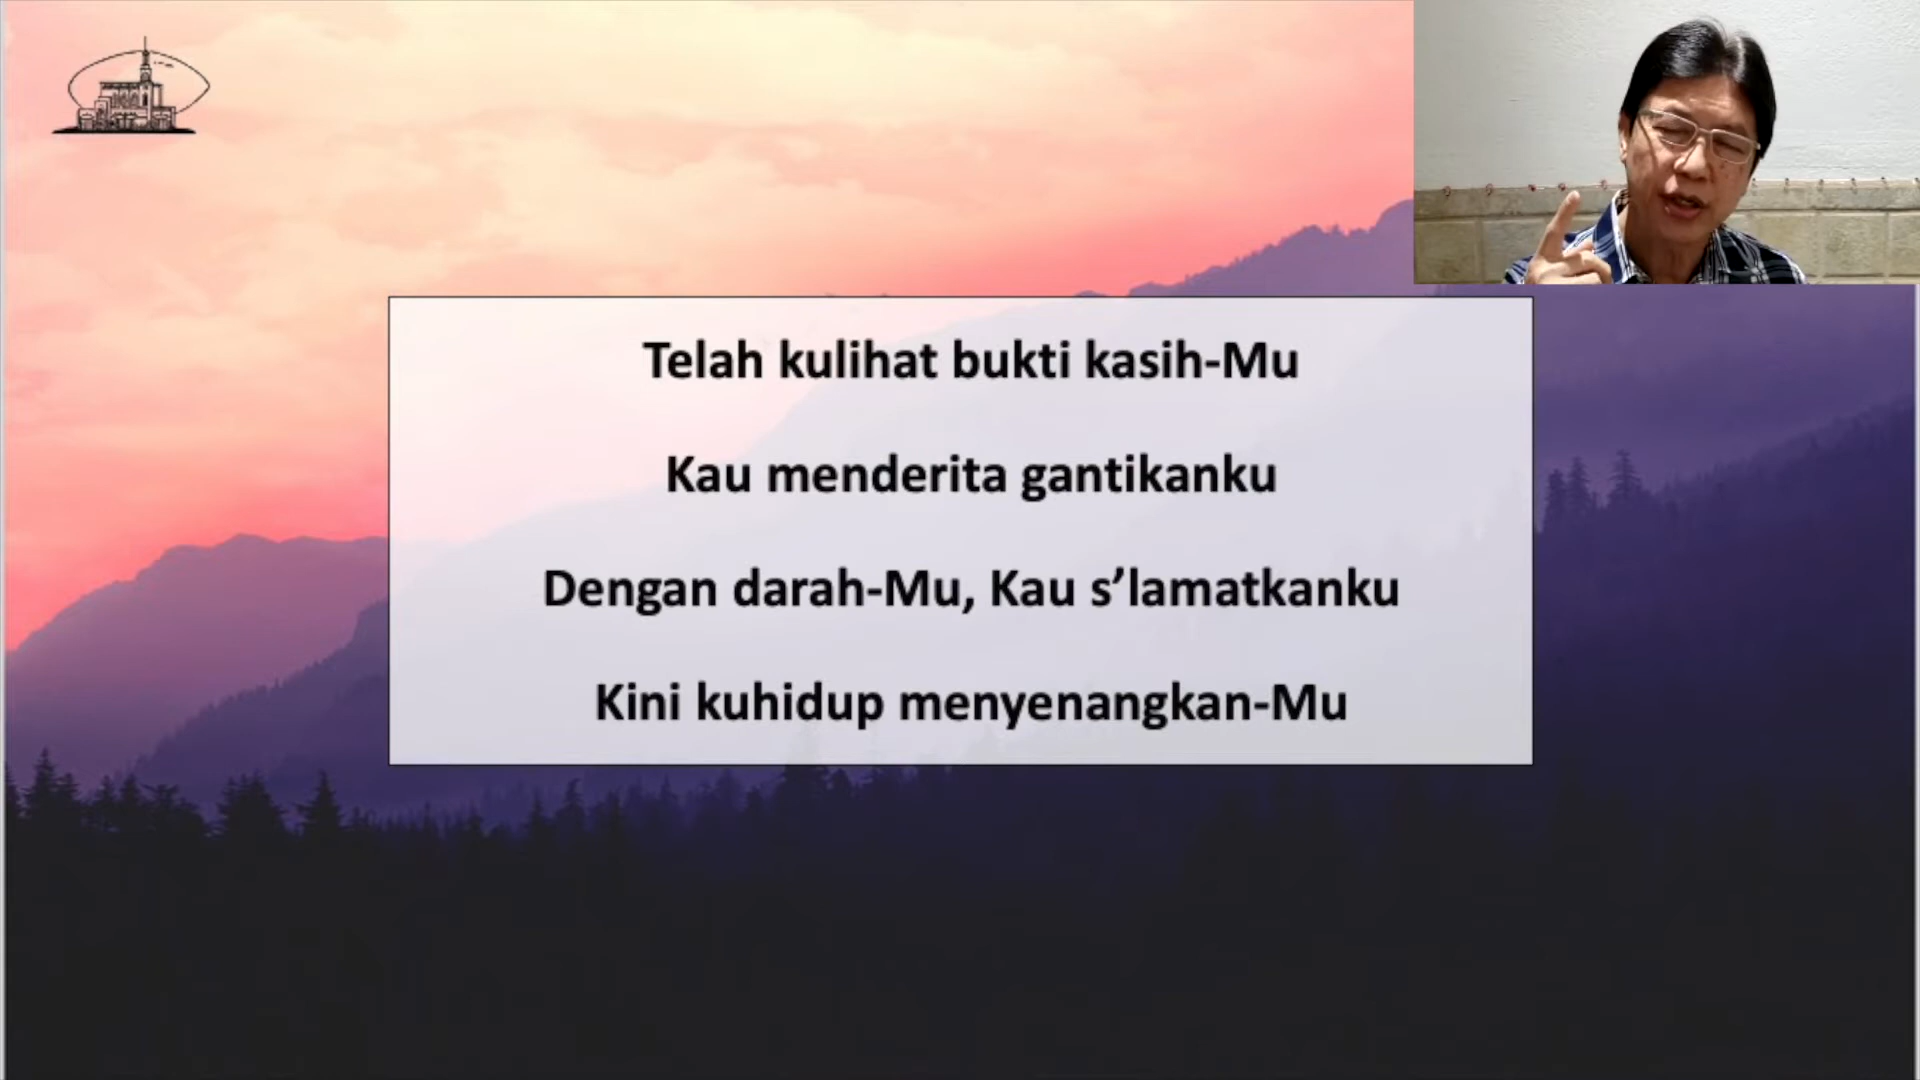 Telah kulihat bukti kasih-Mu
Kau menderita gantikanku
Dengan darah-Mu, Kau s’lamatkanku
Kini kuhidup menyenangkan-Mu